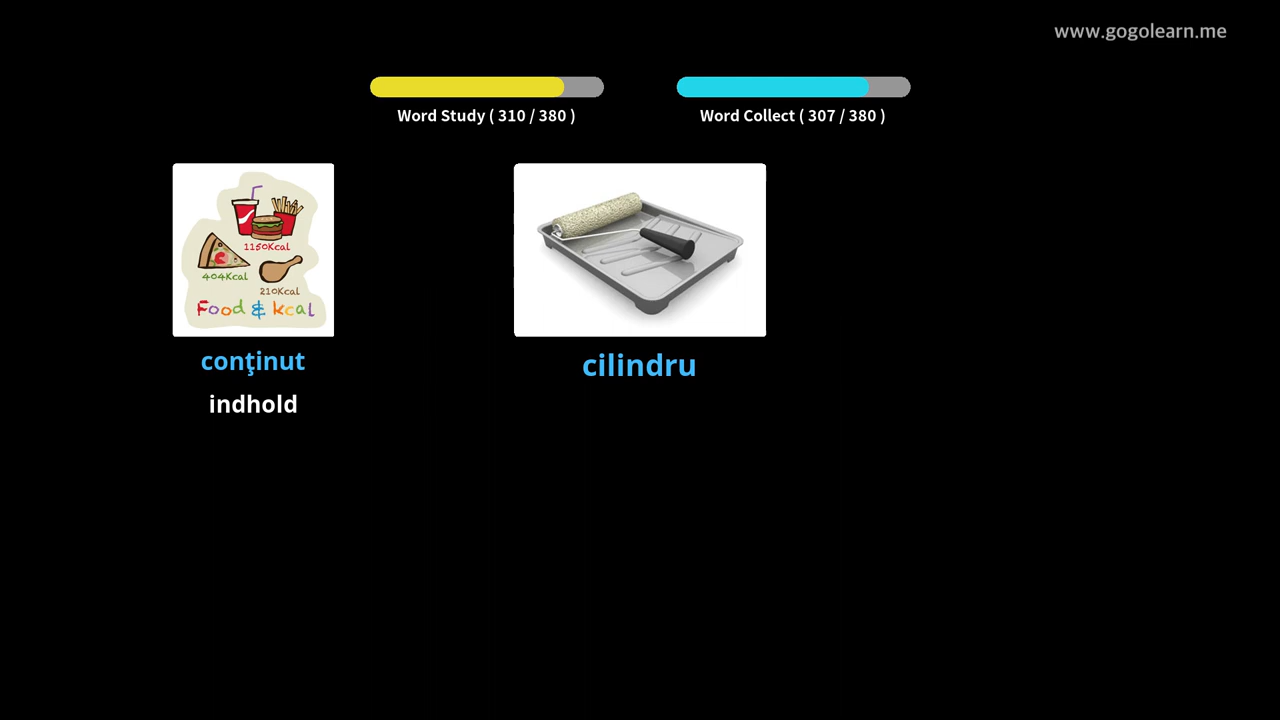 www.gogolearn.me
Word Study ( 310 / 380 )
Word Collect ( 307 / 380 )
1150Kcal
404Kcal
210Kcal
Food & kcal
conţinut
indhold
cilindru